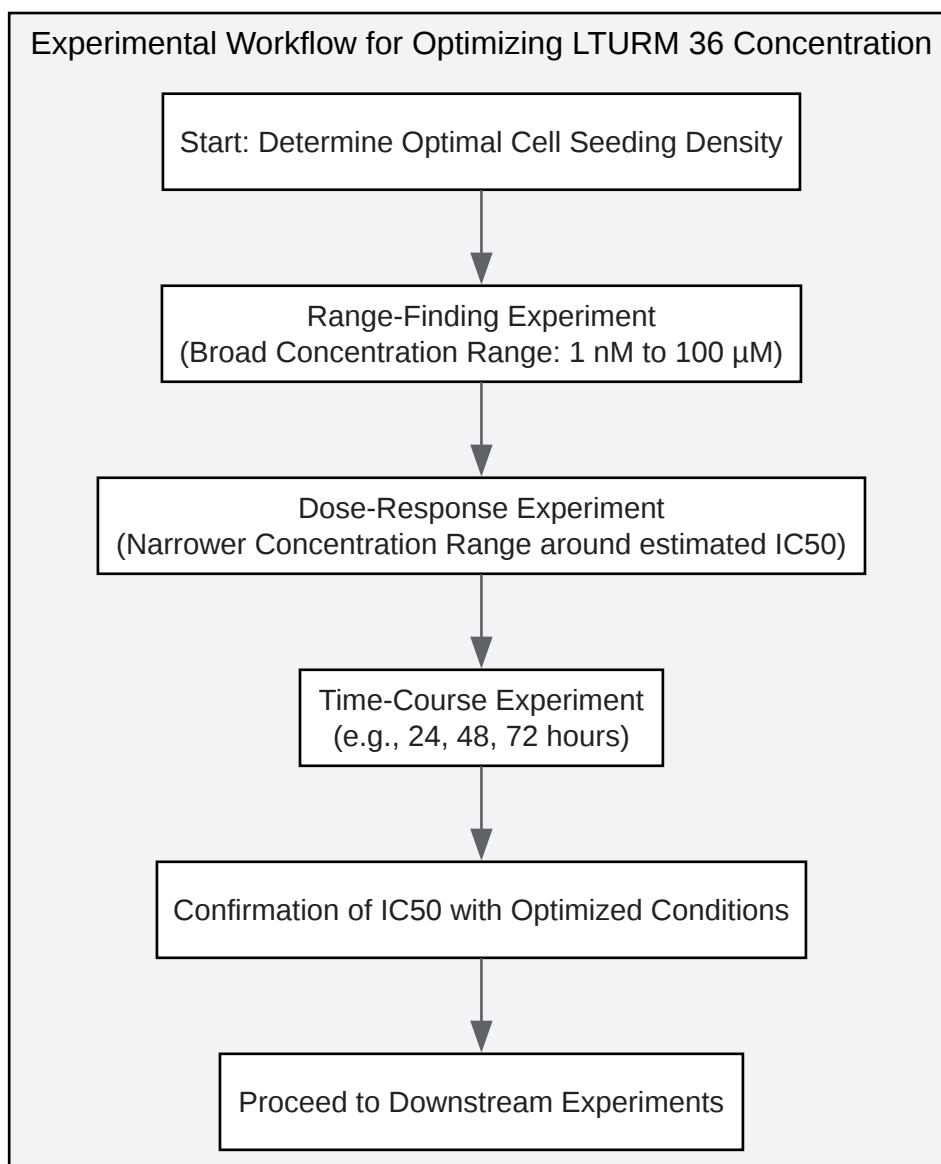 Experimental Workflow for Optimizing LTURM 36 Concentration
Start: Determine Optimal Cell Seeding Density
Range-Finding Experiment
(Broad Concentration Range: 1 nM to 100 µM)
Dose-Response Experiment
(Narrower Concentration Range around estimated IC50)
Time-Course Experiment
(e.g., 24, 48, 72 hours)
Confirmation of IC50 with Optimized Conditions
Proceed to Downstream Experiments